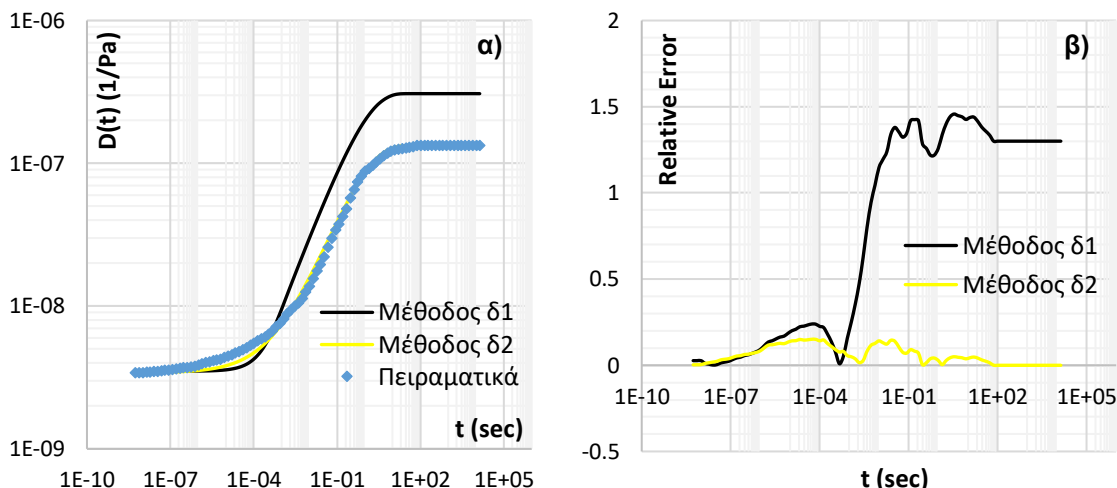 α)
D(t) (1/Pa)
1E-06
1E-07
1E-08
1E-09
Μέθοδος δ1
Μέθοδος δ2
Πειραματικά
t (sec)
1E-10 1E-07 1E-04 1E-01 1E+02 1E+05
β)
Relative Error
2
1.5
1
0.5
0
-0.5
Μέθοδος δ1
Μέθοδος δ2
1E-10 1E-07 1E-04 1E-01 1E+02 1E+05
t (sec)